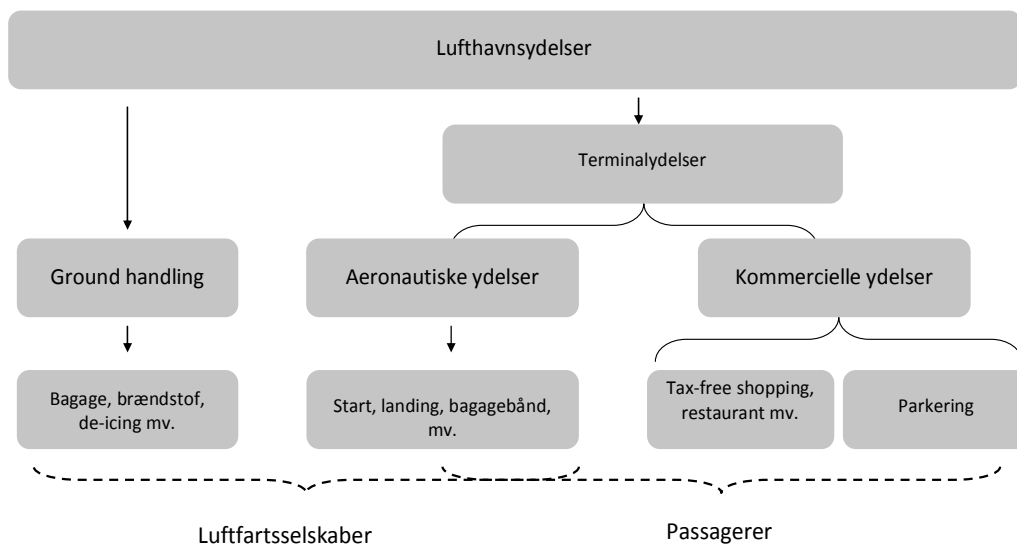 Lufthavnsydelser
Terminalydelser
Ground handling
Aeronautiske ydelser
Kommercielle ydelser
Bagage, brændstof,
de-icing mv.
Start, landing, bagagebånd,
mv.
Tax-free shopping,
restaurant mv.
Parkering
Luftfartsselskaber
Passagerer